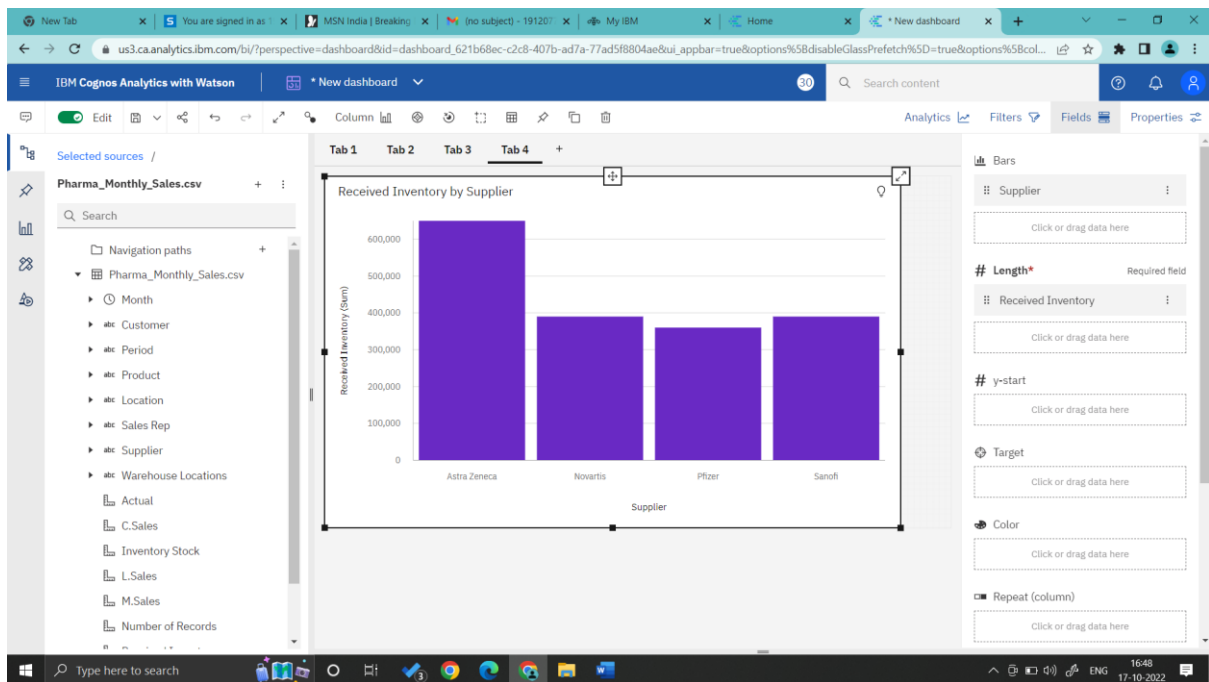 New Tab
You are signed in as
MSN India | Breaking
(no subject) - 191207
My IBM
Home
* New dashboard
us3.ca.analytics.ibm.com/bi/?perspective=dashboard&id=dashboard_621b68ec-c2c8-407b-ad7a-77ad5f8804ae&ui_appbar=true&options%5BdisableGlassPrefetch%5D=true&options%5Bcol...
IBM Cognos Analytics with Watson
* New dashboard
30
Search content
Edit
Column
Analytics
Filters
Fields
Properties
Selected sources /
Pharma_Monthly_Sales.csv
Search
Navigation paths
Pharma_Monthly_Sales.csv
Month
abc Customer
abc Period
abc Product
abc Location
abc Sales Rep
abc Supplier
abc Warehouse Locations
Actual
C.Sales
Inventory Stock
L.Sales
M.Sales
Number of Records
Tab 1 Tab 2 Tab 3 Tab 4 +
Received Inventory by Supplier
Received Inventory (Sum)
600,000
500,000
400,000
300,000
200,000
100,000
0
Astra Zeneca Novartis Pfizer Sanofi
Supplier
Bars
Supplier
Click or drag data here
# Length* Required field
Received Inventory
Click or drag data here
# y-start
Click or drag data here
Target
Click or drag data here
Color
Click or drag data here
Repeat (column)
Click or drag data here
Type here to search
3
ENG
16:48
17-10-2022